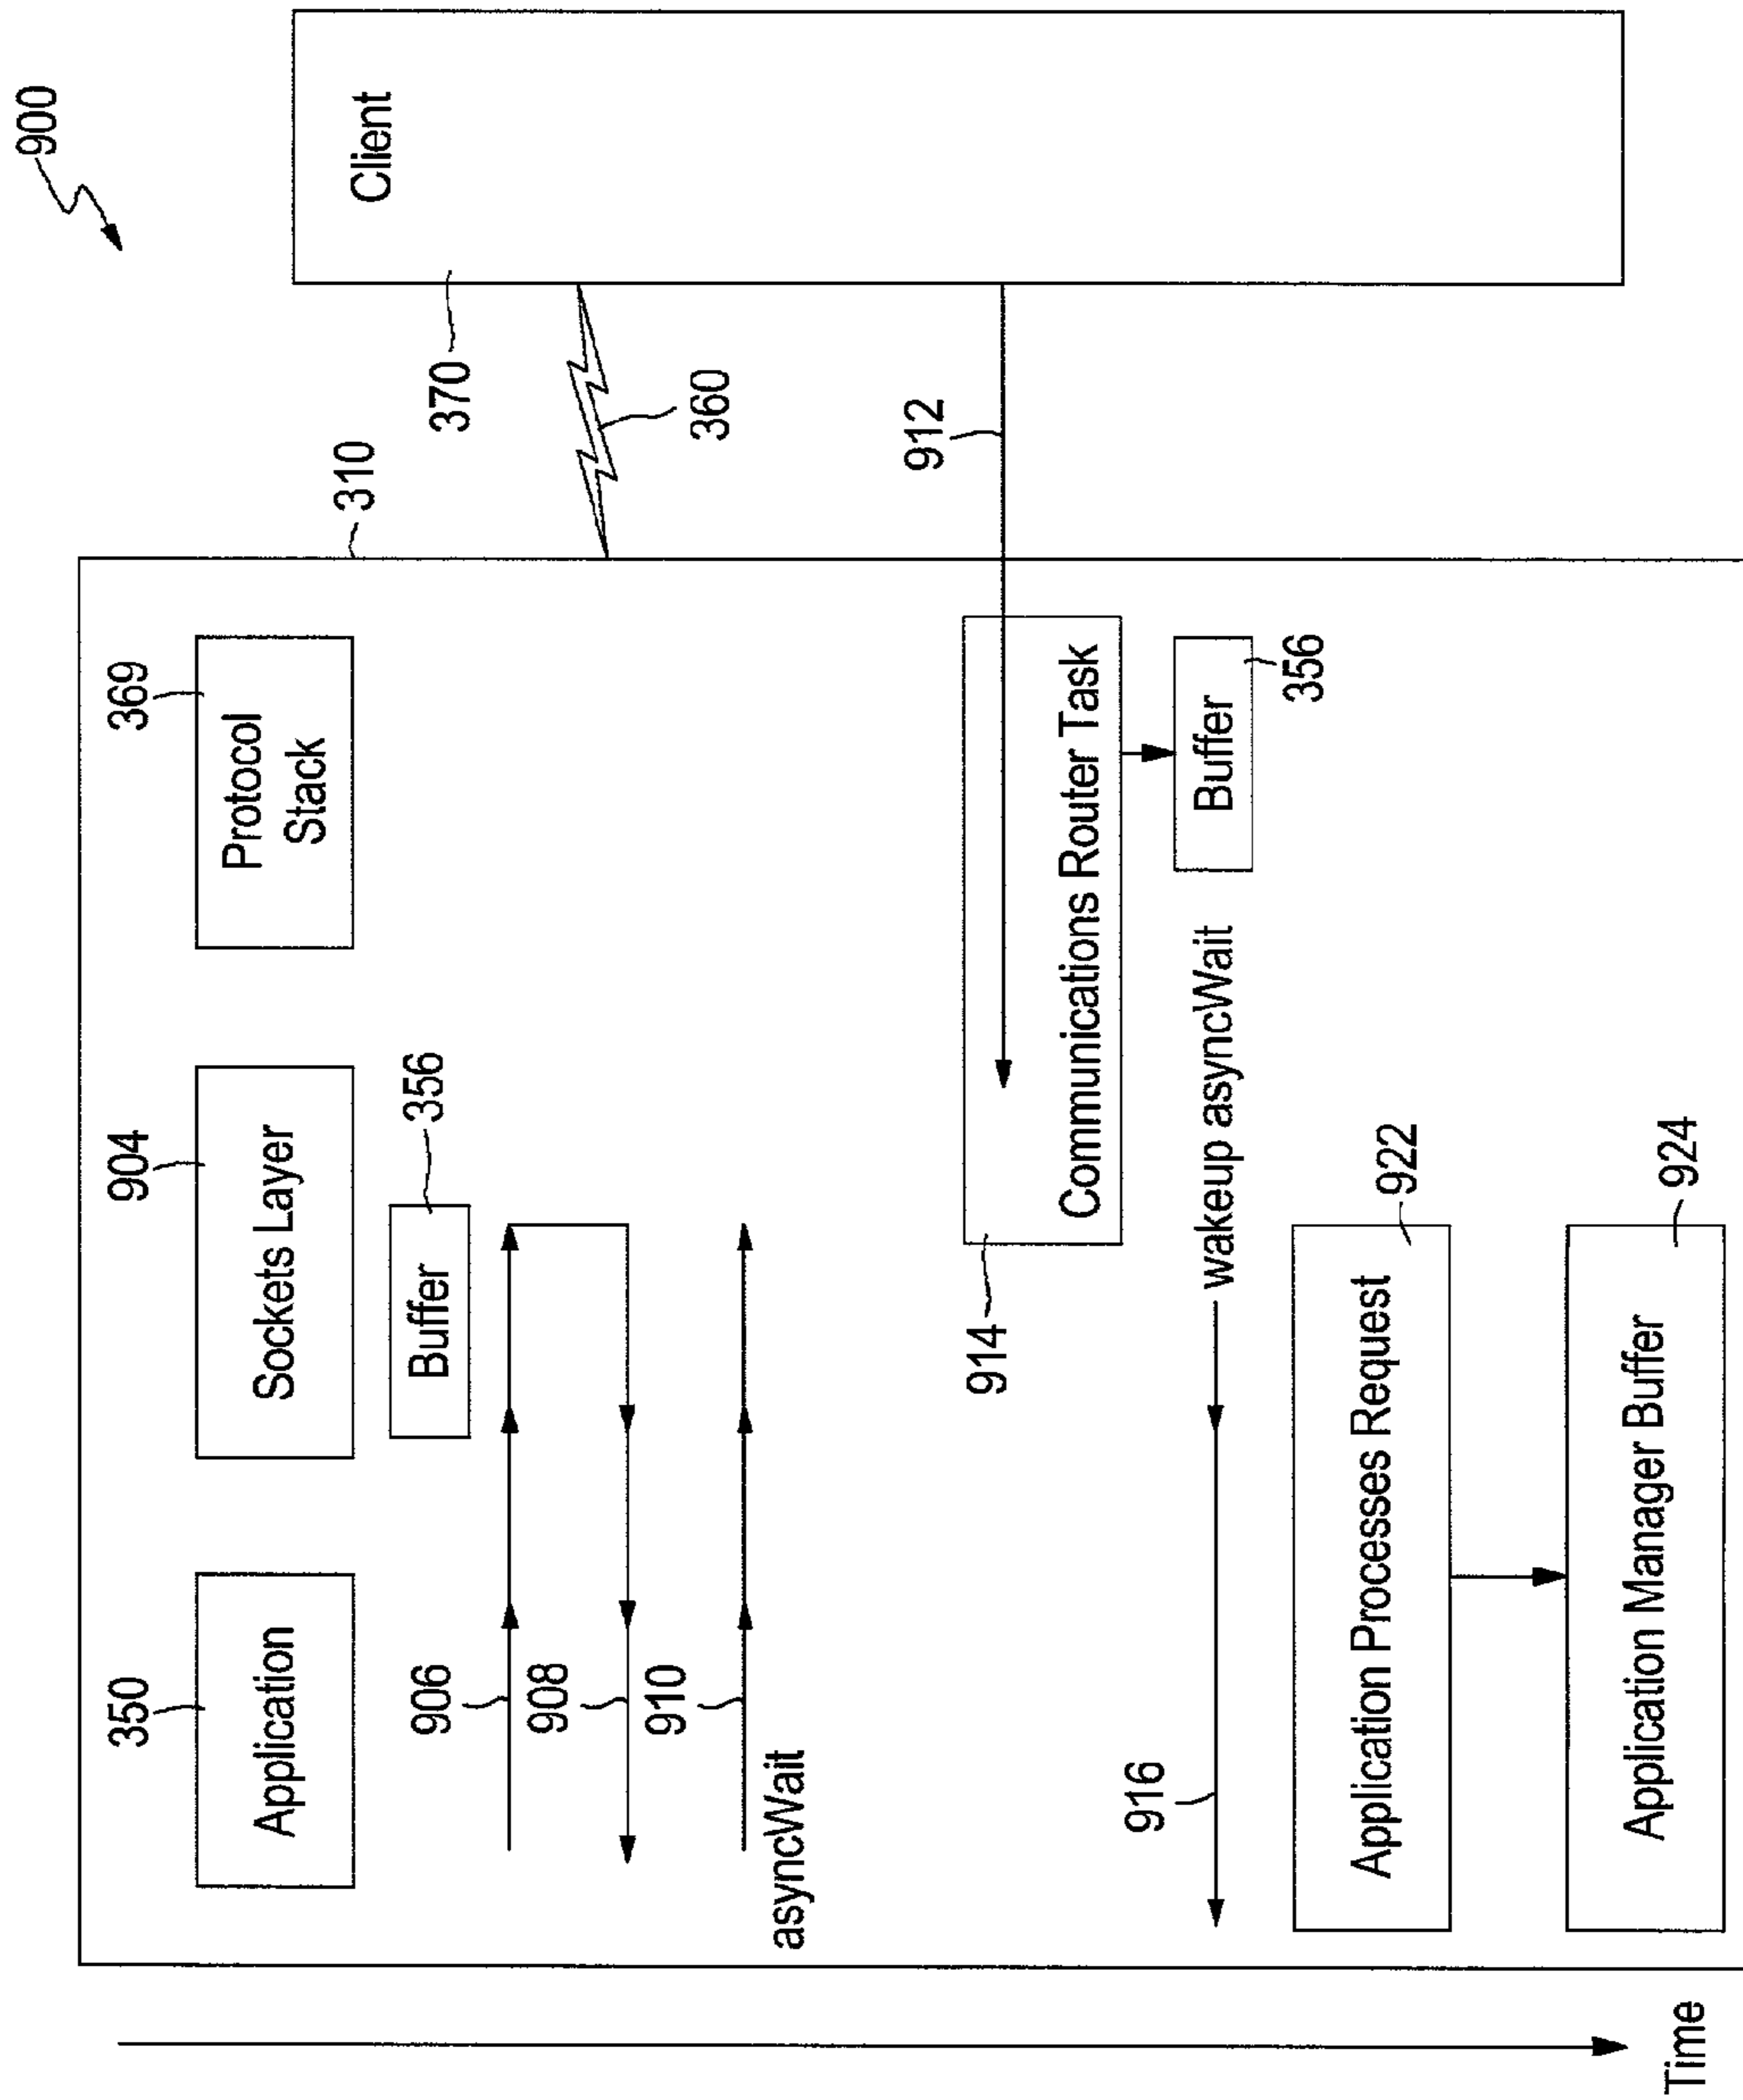 900
350
904
369
Application
Sockets Layer
Protocol
Stack
310
Client
356
Buffer
906
370
908
910
360
asyncWait
912
914
Communications Router Task
916
wakeup asyncWait
Buffer
356
Application Processes Request
922
Application Manager Buffer
924
Time